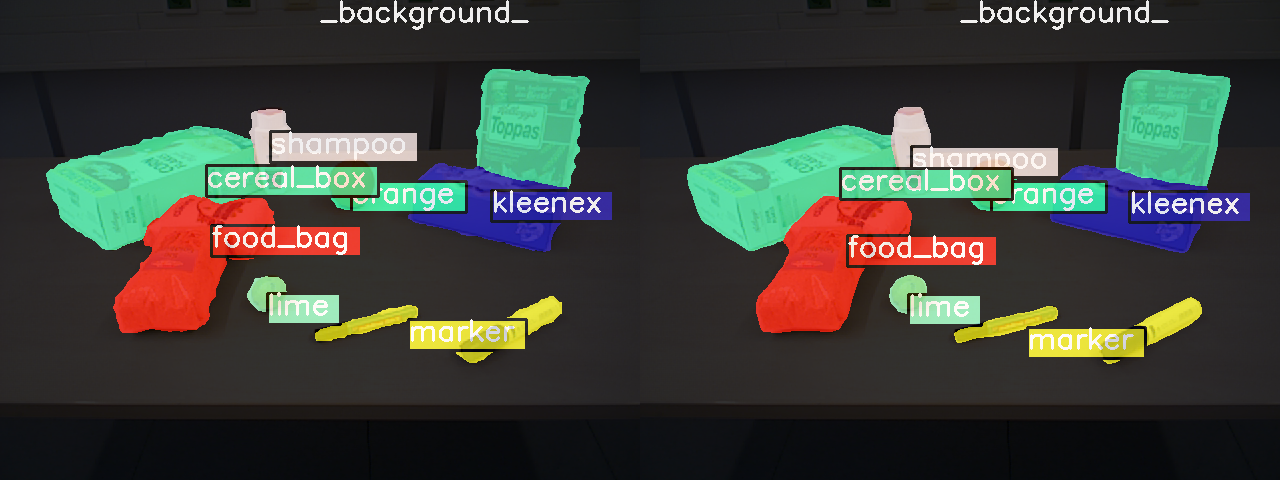 _background_
_background_
Toppas
Toppas
shampoo
shampoo
cereal_box
cereal_box
orange
orange
kleenex
kleenex
food_bag
food_bag
lime
lime
marker
marker